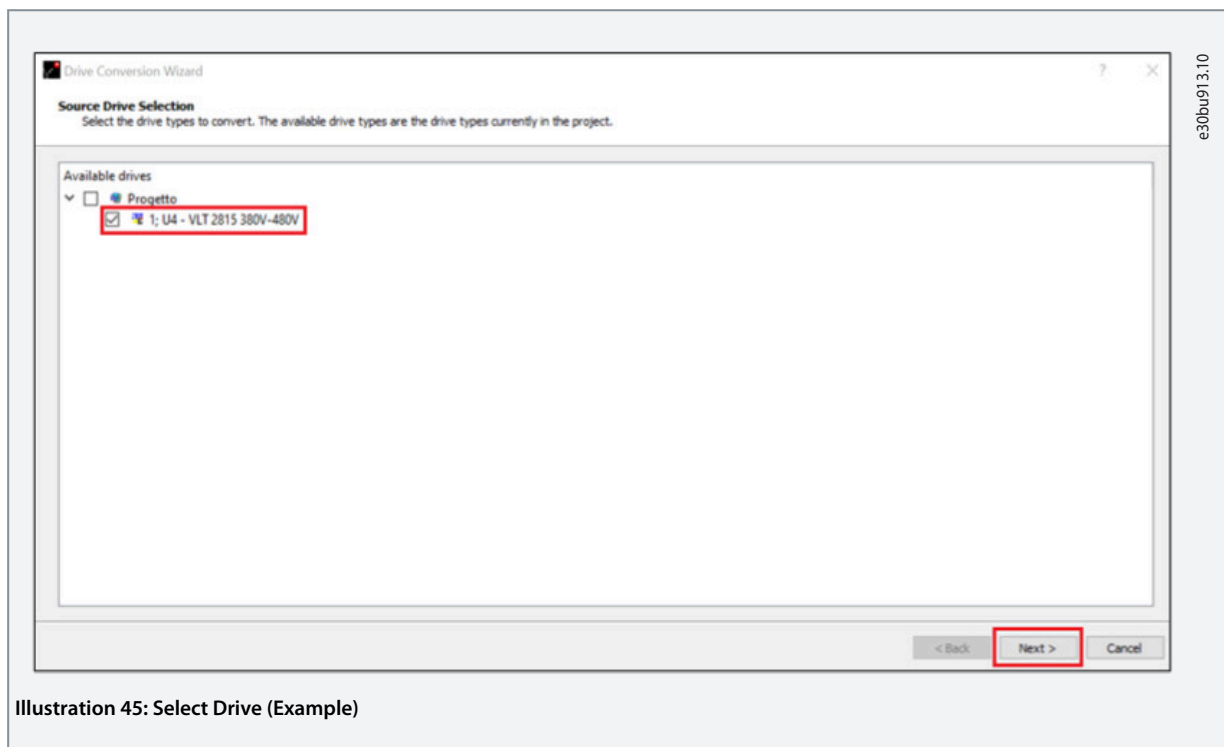 Drive Conversion Wizard
?
Source Drive Selection
Select the drive types to convert. The available drive types are the drive types currently in the project.
Available drives
Progetto
1; U4 - VLT 2815 380V-480V
< Back
Next >
Cancel
e30bu913.10
Illustration 45: Select Drive (Example)